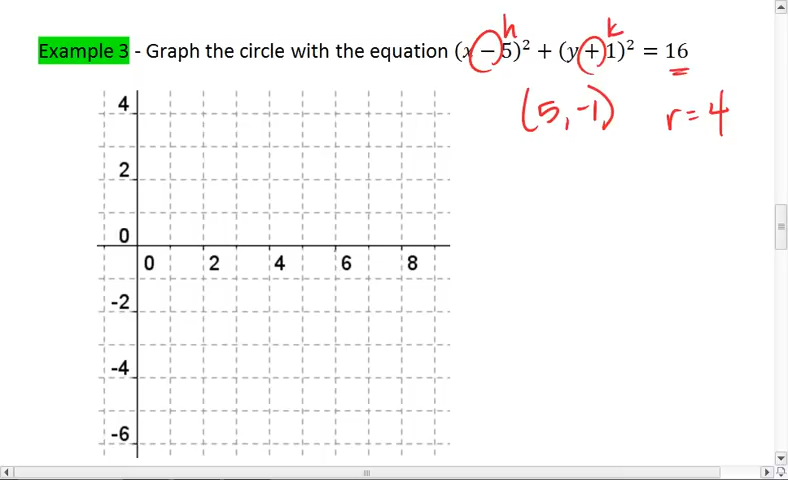 h k
Example 3 - Graph the circle with the equation (x − 5)² + (y + 1)² = 16
(5, -1) r = 4
4
2
0
0 2 4 6 8
-2
-4
-6